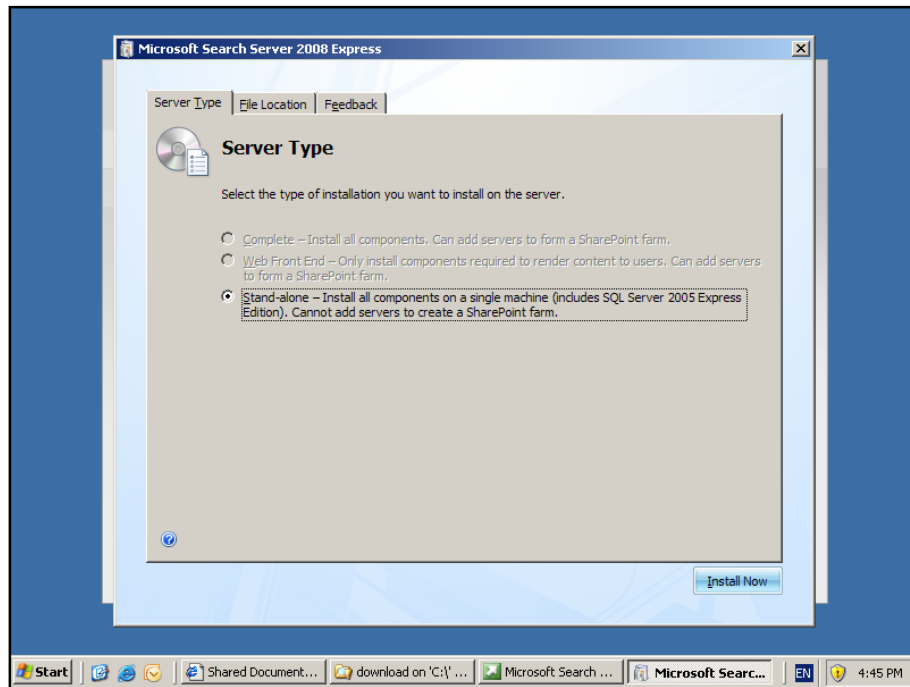 Microsoft Search Server 2008 Express
Server Type
File Location
Feedback
Server Type
Select the type of installation you want to install on the server.
Complete – Install all components. Can add servers to form a SharePoint farm.
Web Front End – Only install components required to render content to users. Can add servers
to form a SharePoint farm.
Stand-alone – Install all components on a single machine (includes SQL Server 2005 Express
Edition). Cannot add servers to create a SharePoint farm.
Install Now
Start
Shared Document...
download on 'C:\' ...
Microsoft Search ...
Microsoft Searc...
EN
4:45 PM